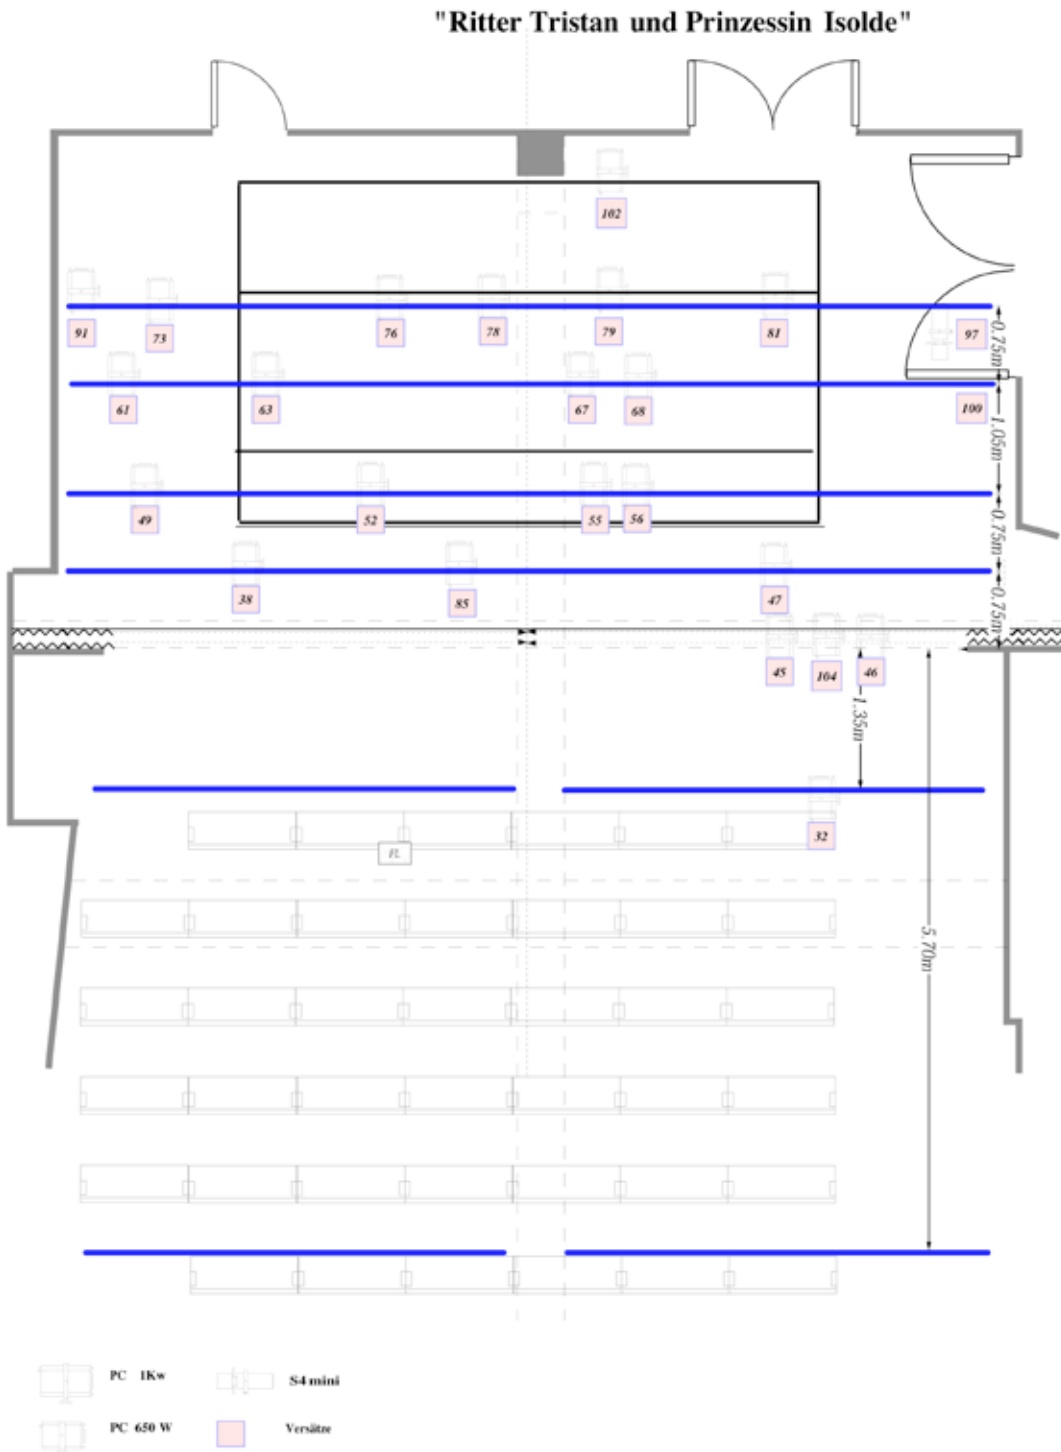 "Ritter Tristan und Prinzessin Isolde"
102
91
73
76
78
79
81
97
0.75m
61
63
67
68
100
1.05m
49
52
55
56
0.75m
38
85
47
0.75m
45
104
46
1.35m
32
FL
5.70m
PC 1Kw
S4 mini
PC 650 W
Versätze